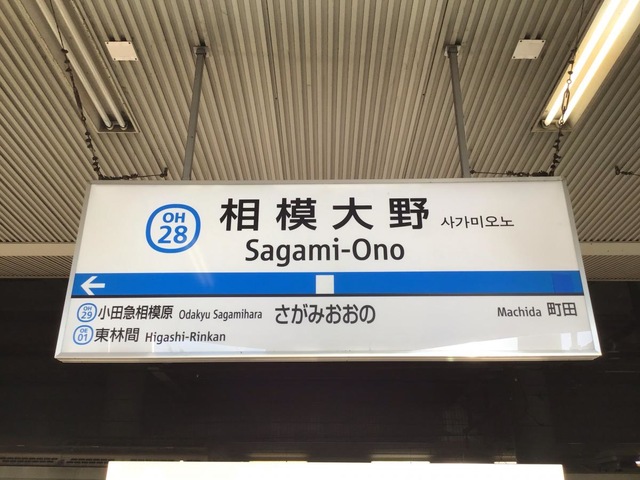 OH
28
相模大野 사가미오노
Sagami-Ono
OH
29
小田急相模原 Odakyu Sagamihara
さがみおおの
Machida 町田
OE
01
東林間 Higashi-Rinkan